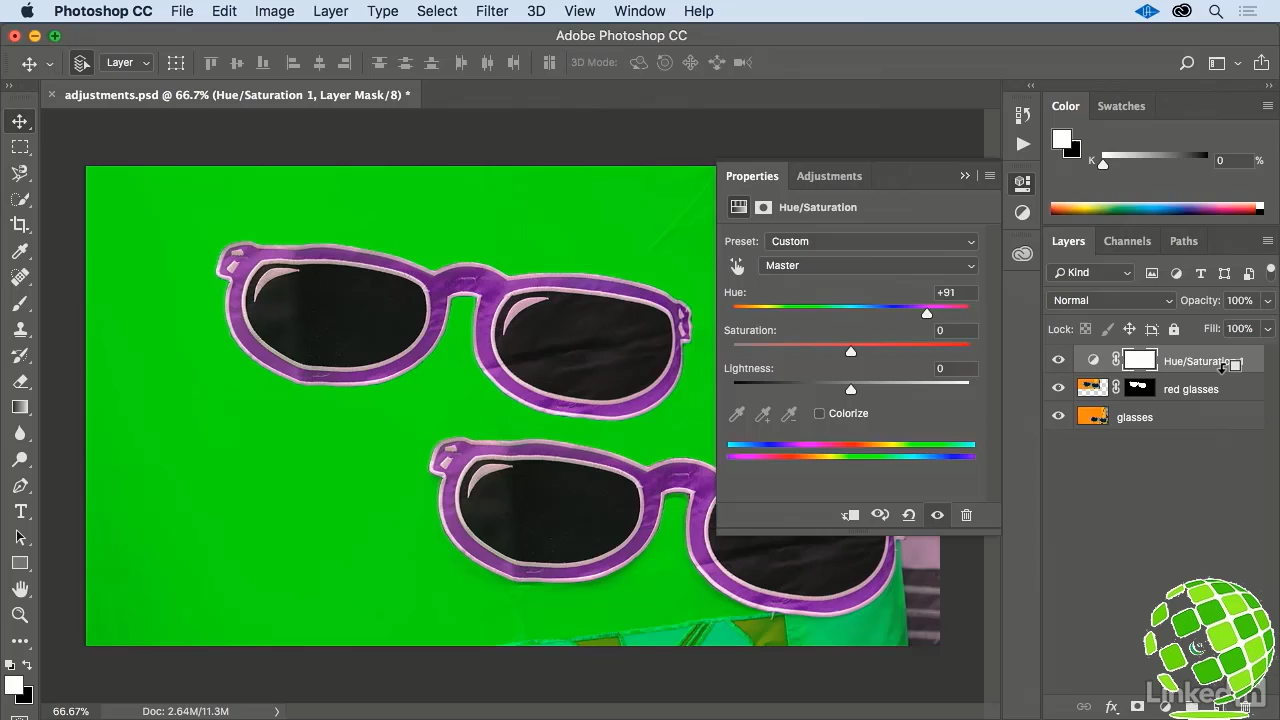 Photoshop CC File Edit Image Layer Type Select Filter 3D View Window Help
Adobe Photoshop CC
Layer 3D Mode:
adjustments.psd @ 66.7% (Hue/Saturation 1, Layer Mask/8) *
Color Swatches
K 0 %
Properties Adjustments
Hue/Saturation
Preset: Custom
Master
Hue: +91
Saturation: 0
Lightness: 0
Colorize
Layers Channels Paths
Kind
Normal Opacity: 100%
Lock: Fill: 100%
Hue/Saturation 1
red glasses
glasses
T
fx
66.67% Doc: 2.64M/11.3M
LinkedIn